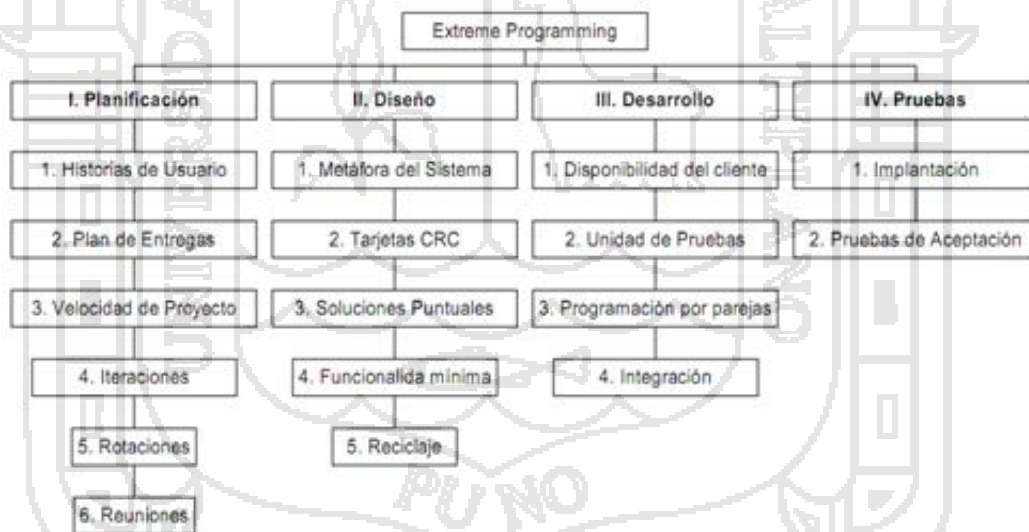 Extreme Programming
I. Planificación
II. Diseño
III. Desarrollo
IV. Pruebas
1. Historias de Usuario
1. Metáfora del Sistema
1. Disponibilidad del cliente
1. Implantación
2. Plan de Entregas
2. Tarjetas CRC
2. Unidad de Pruebas
2. Pruebas de Aceptación
3. Velocidad de Proyecto
3. Soluciones Puntuales
3. Programación por parejas
4. Iteraciones
4. Funcionalida mínima
4. Integración
5. Rotaciones
5. Reciclaje
6. Reuniones
PUNO